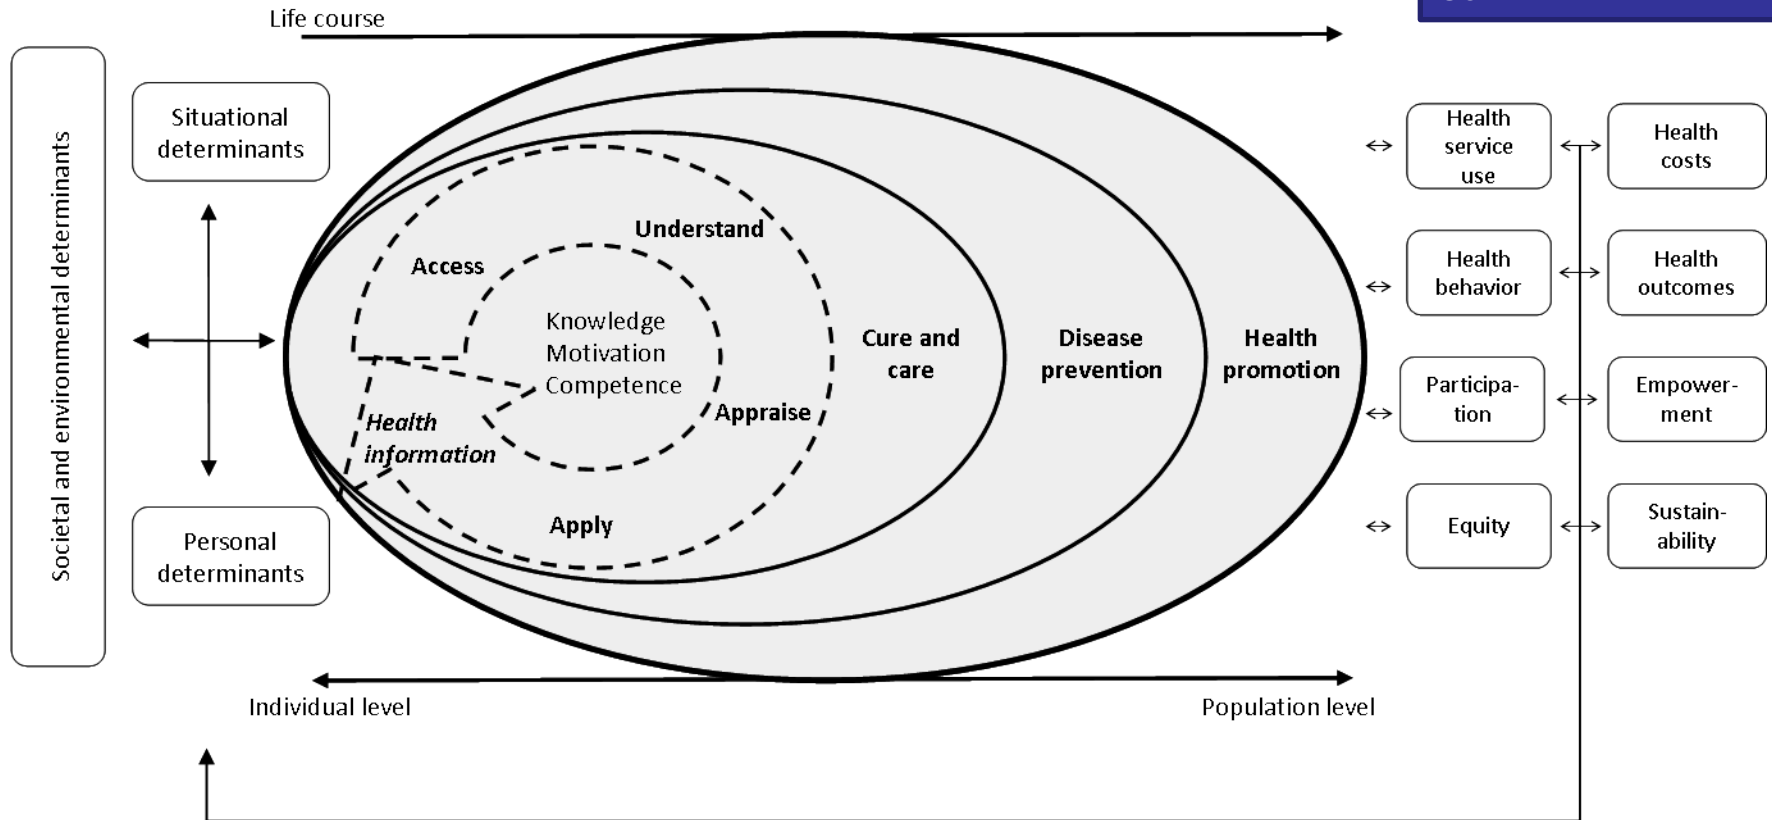 Life course
Societal and environmental determinants
Situational
determinants
Personal
determinants
Understand
Access
Knowledge
Motivation
Competence
Appraise
Health
information
Apply
Cure and
care
Disease
prevention
Health
promotion
Individual level
Population level
Health
service
use
Health
costs
Health
behavior
Health
outcomes
Participa-
tion
Empower-
ment
Equity
Sustain-
ability